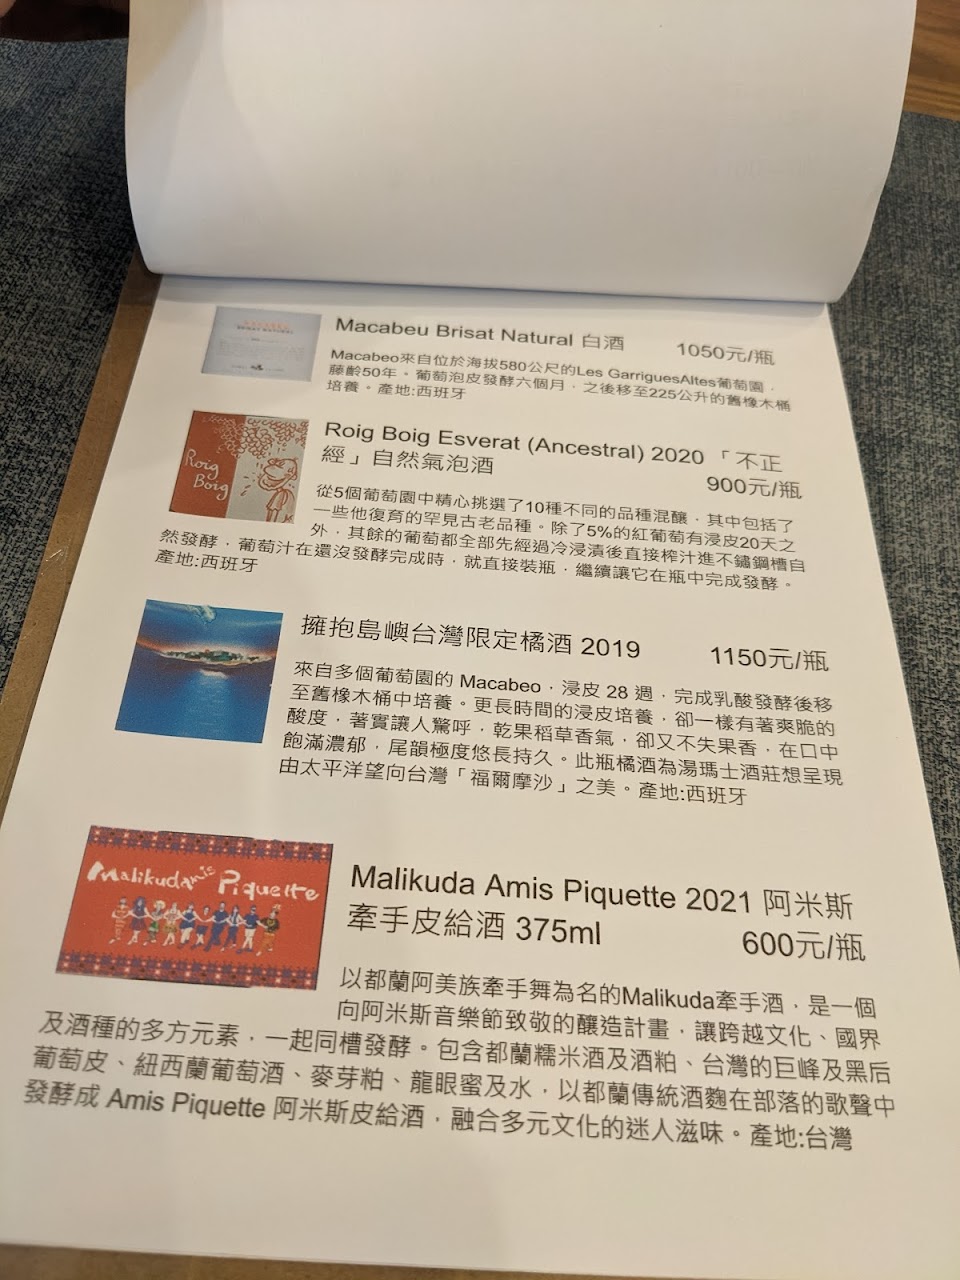 Macabeu Brisat Natural 白酒
1050元/瓶
Macabeo來自位於海拔580公尺的Les GarriguesAltes葡萄園，
藤齡50年。葡萄泡皮發酵六個月，之後移至225公升的舊橡木桶
培養。產地:西班牙
Roig
Boig
Roig Boig Esverat (Ancestral) 2020 「不正
經」自然氣泡酒
900元/瓶
從5個葡萄園中精心挑選了10種不同的品種混釀，其中包括了
一些他復育的罕見古老品種。除了5%的紅葡萄有浸皮20天之
外，其餘的葡萄都全部先經過冷浸漬後直接榨汁進不鏽鋼槽自
然發酵，葡萄汁在還沒發酵完成時，就直接裝瓶，繼續讓它在瓶中完成發酵。
產地:西班牙
擁抱島嶼台灣限定橘酒 2019
1150元/瓶
來自多個葡萄園的 Macabeo，浸皮 28 週，完成乳酸發酵後移
至舊橡木桶中培養。更長時間的浸皮培養，卻一樣有著爽脆的
酸度，著實讓人驚呼，乾果稻草香氣，卻又不失果香，在口中
飽滿濃郁，尾韻極度悠長持久。此瓶橘酒為湯瑪士酒莊想呈現
由太平洋望向台灣「福爾摩沙」之美。產地:西班牙
Malikudamis Piquette
Malikuda Amis Piquette 2021 阿米斯
牽手皮給酒 375ml
600元/瓶
以都蘭阿美族牽手舞為名的Malikuda牽手酒，是一個
向阿米斯音樂節致敬的釀造計畫，讓跨越文化、國界
及酒種的多方元素，一起同槽發酵。包含都蘭糯米酒及酒粕、台灣的巨峰及黑后
葡萄皮、紐西蘭葡萄酒、麥芽粕、龍眼蜜及水，以都蘭傳統酒麴在部落的歌聲中
發酵成 Amis Piquette 阿米斯皮給酒，融合多元文化的迷人滋味。產地:台灣